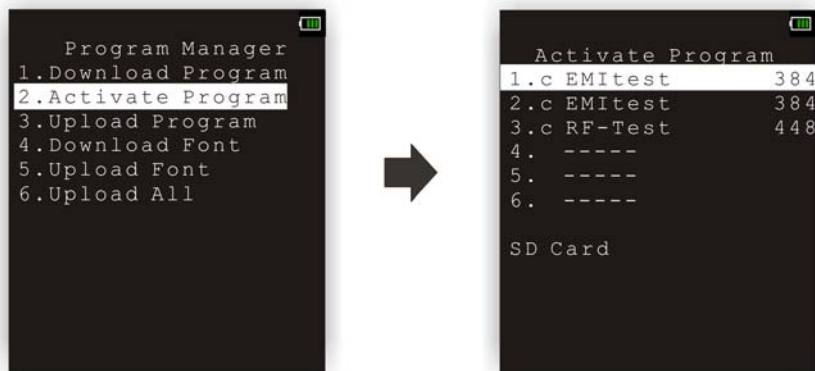 Program Manager
1.Download Program
2.Activate Program
3.Upload Program
4.Download Font
5.Upload Font
6.Upload All
Activate Program
1.c EMItest 384
2.c EMItest 384
3.c RF-Test 448
4. -----
5. -----
6. -----
SD Card